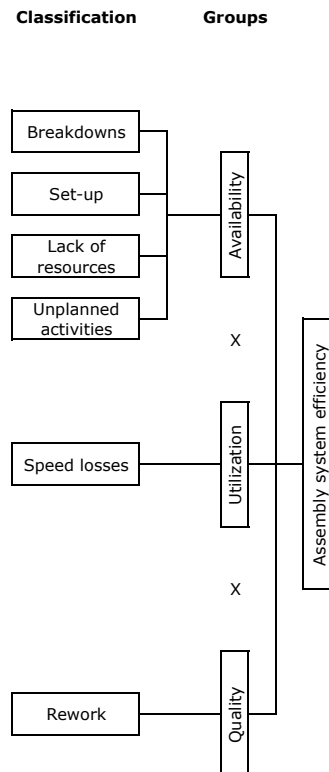 Classification Groups
Breakdowns
Set-up
Availability
Lack of
resources
Unplanned
activities
X
Assembly system efficiency
Speed losses
Utilization
X
Rework
Quality